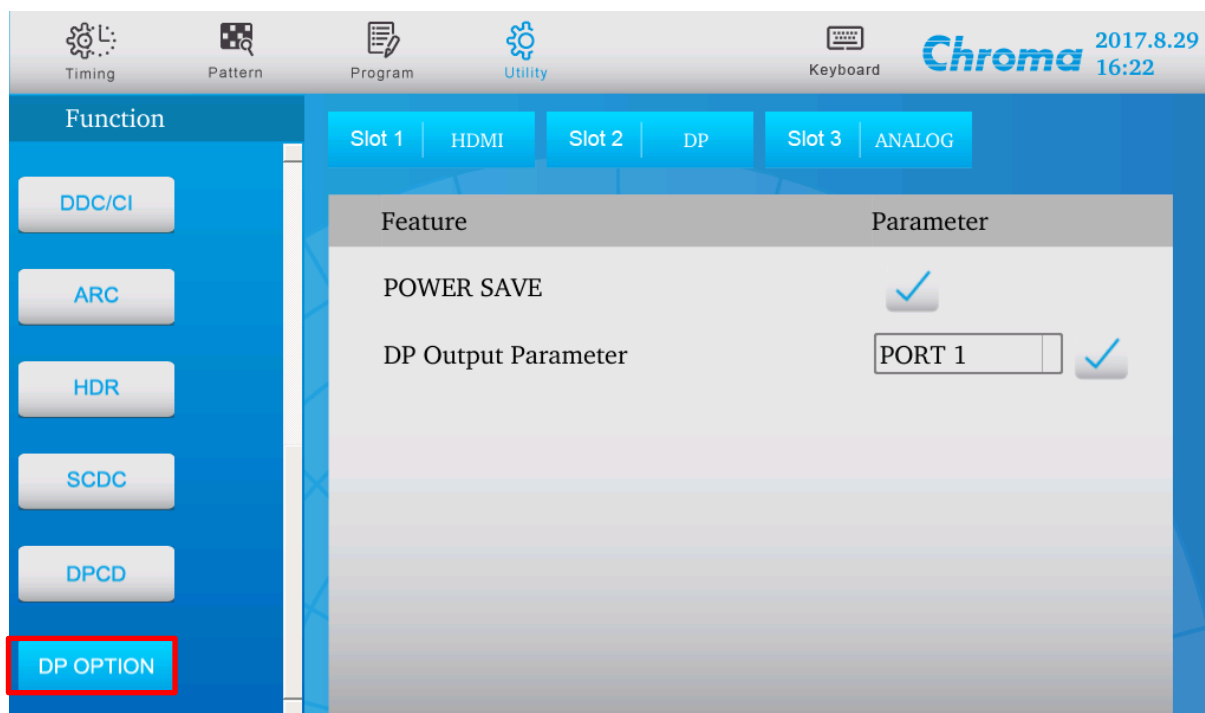 Timing Pattern Program Utility Keyboard Chroma 2017.8.29
16:22
Function
Slot 1 HDMI Slot 2 DP Slot 3 ANALOG
DDC/CI
Feature Parameter
ARC
POWER SAVE
DP Output Parameter PORT 1
HDR
SCDC
DPCD
DP OPTION